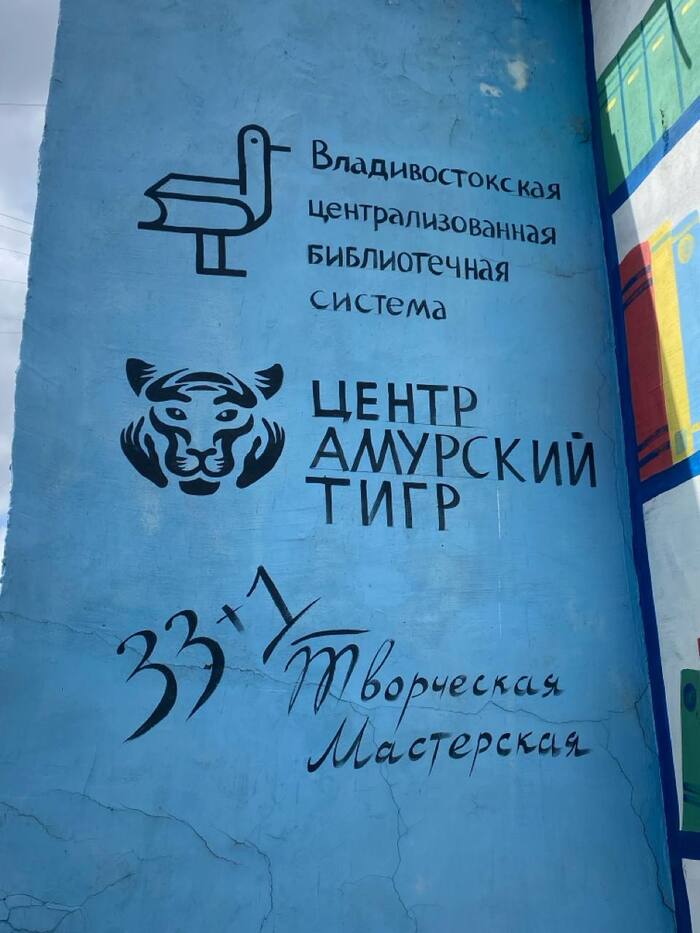 Владивостокская
централизованная
библиотечная
система
ЦЕНТР
АМУРСКИЙ
ТИГР
33+1
Творческая
Мастерская